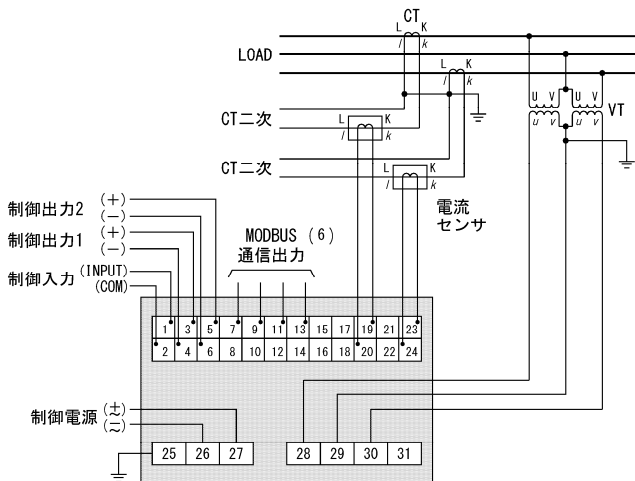 CT
L K
l k
LOAD
L K
l k
U V U V
VT
u v u v
CT二次
L K
l k
CT二次
L K
l k
電流
センサ
制御出力2 (+)
(−)
制御出力1 (+)
(−)
MODBUS (6)
通信出力
制御入力 (INPUT)
(COM)
1 3 5 7 9 11 13 15 17 19 21 23
2 4 6 8 10 12 14 16 18 20 22 24
制御電源 (±)
(≂)
25 26 27
28 29 30 31